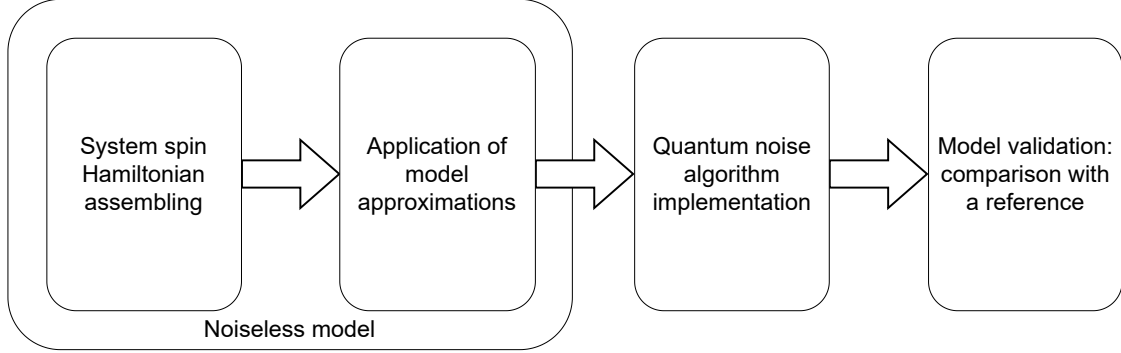 System spin
Hamiltonian
assembling
Application of
model
approximations
Quantum noise
algorithm
implementation
Model validation:
comparison with
a reference
Noiseless model